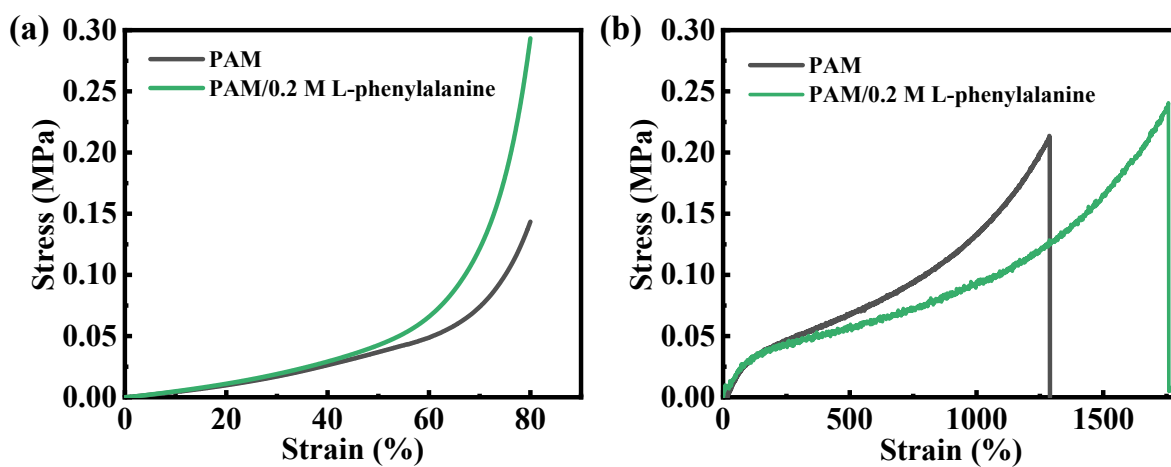 (a)
0.30
0.25
0.20
0.15
0.10
0.05
0.00
Stress (MPa)
PAM
PAM/0.2 M L-phenylalanine
0 20 40 60 80
Strain (%)
(b)
0.30
0.25
0.20
0.15
0.10
0.05
0.00
Stress (MPa)
PAM
PAM/0.2 M L-phenylalanine
0 500 1000 1500
Strain (%)